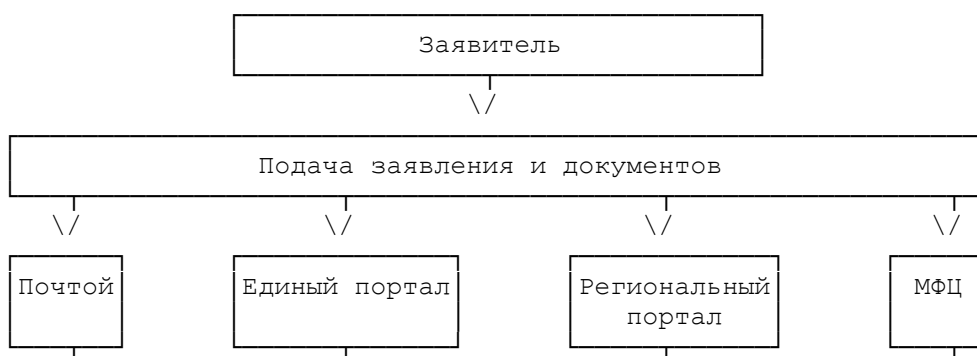 Заявитель
Подача заявления и документов
Почтой
Единый портал
Региональный
портал
МФЦ